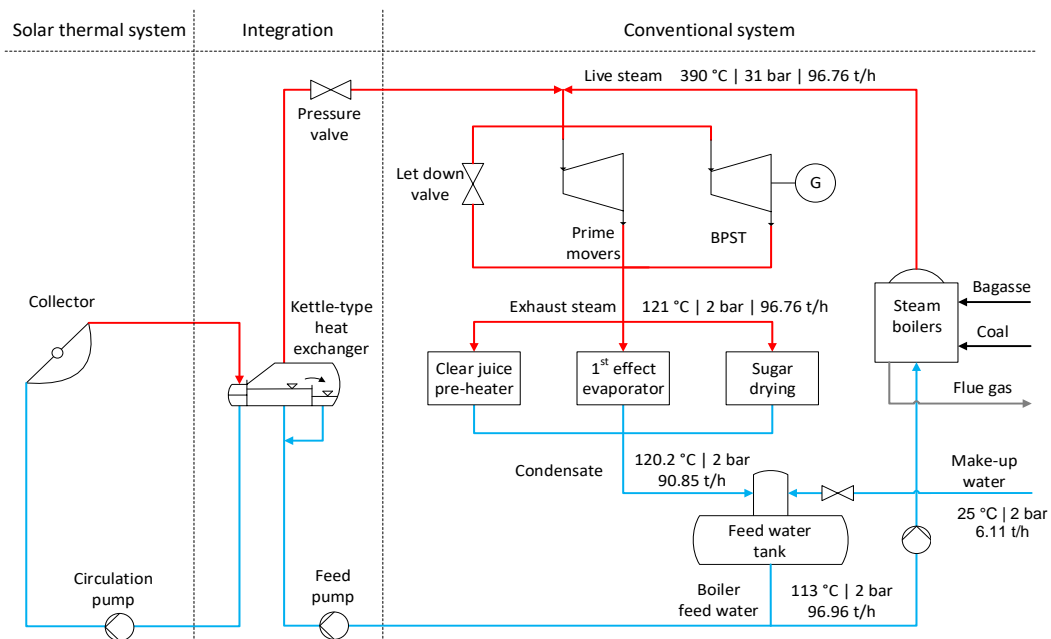 Solar thermal system
Integration
Conventional system
Live steam
390 °C | 31 bar | 96.76 t/h
Pressure
valve
Let down
valve
G
Prime
movers
BPST
Collector
Kettle-type
heat
exchanger
Exhaust steam
121 °C | 2 bar | 96.76 t/h
Steam
boilers
Bagasse
Coal
Clear juice
pre-heater
1st effect
evaporator
Sugar
drying
Flue gas
Condensate
120.2 °C | 2 bar
90.85 t/h
Make-up
water
25 °C | 2 bar
6.11 t/h
Feed water
tank
Circulation
pump
Feed
pump
Boiler
feed water
113 °C | 2 bar
96.96 t/h